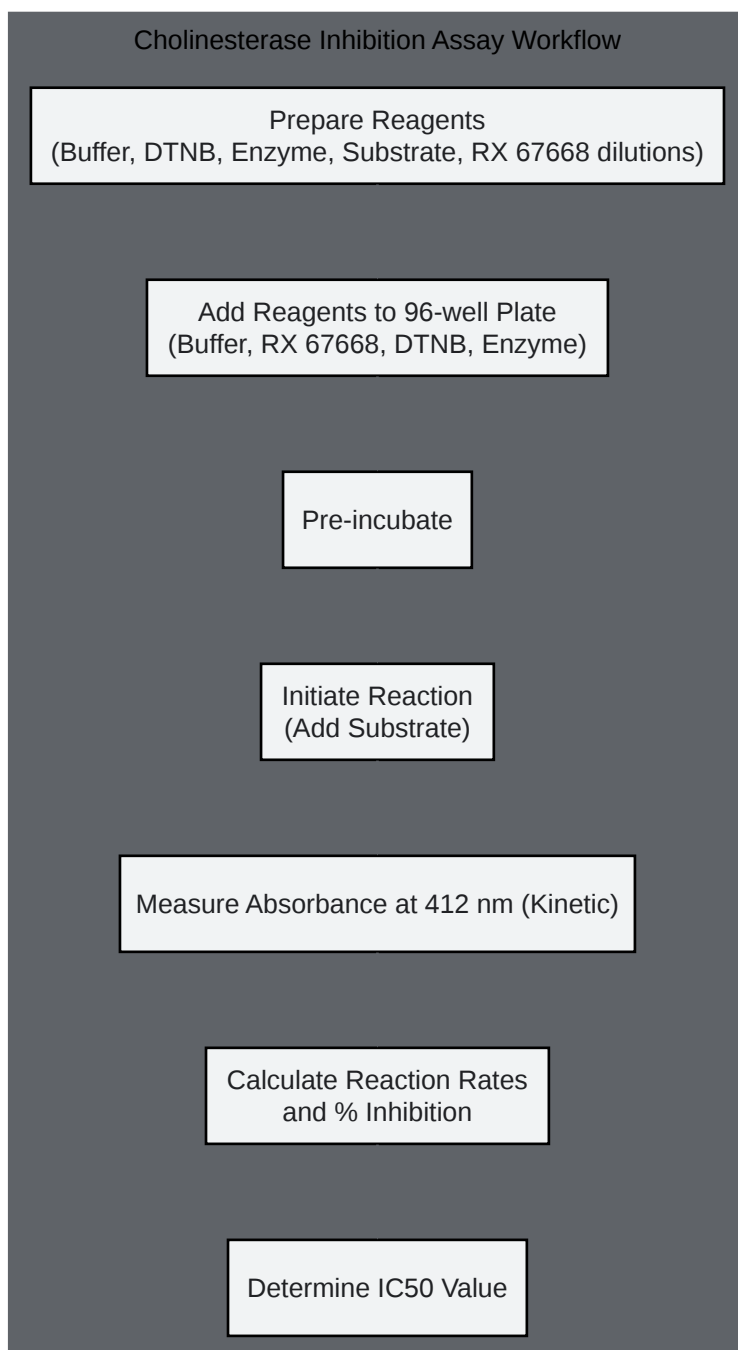 Cholinesterase Inhibition Assay Workflow
Prepare Reagents
(Buffer, DTNB, Enzyme, Substrate, RX 67668 dilutions)
Add Reagents to 96-well Plate
(Buffer, RX 67668, DTNB, Enzyme)
Pre-incubate
Initiate Reaction
(Add Substrate)
Measure Absorbance at 412 nm (Kinetic)
Calculate Reaction Rates
and % Inhibition
Determine IC50 Value